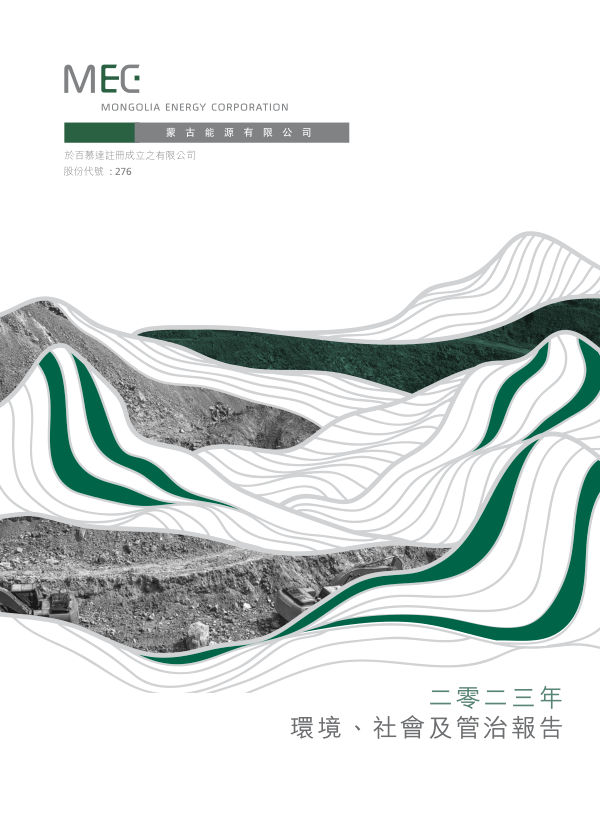 MEC
MONGOLIA ENERGY CORPORATION
蒙古能源有限公司
於百慕達註冊成立之有限公司
股份代號 : 276
二零二三年
環境、社會及管治報告